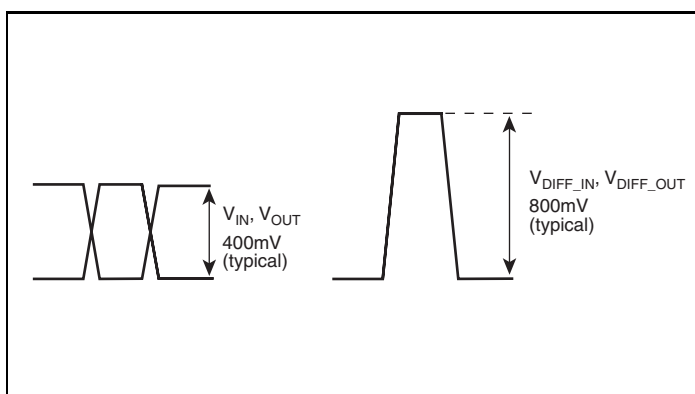 V_IN, V_OUT
400mV
(typical)
V_DIFF_IN, V_DIFF_OUT
800mV
(typical)